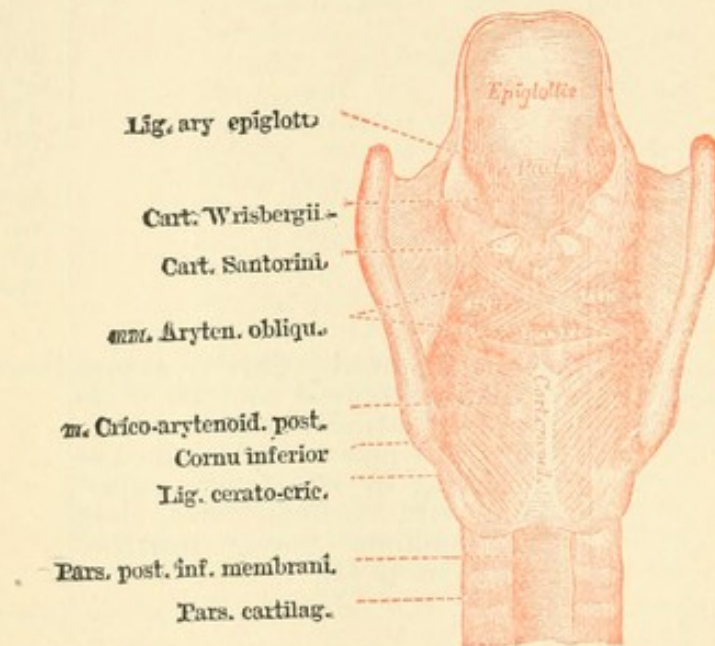 Epiglottis
Lig. ary epiglott.
Cart. Wrisbergii.
Cart. Santorini.
mm. Aryten. obliqu.
m. Crico-arytenoid. post.
Cornu inferior
Lig. cerato-cric.
Pars. post. inf. membrani.
Pars. cartilag.